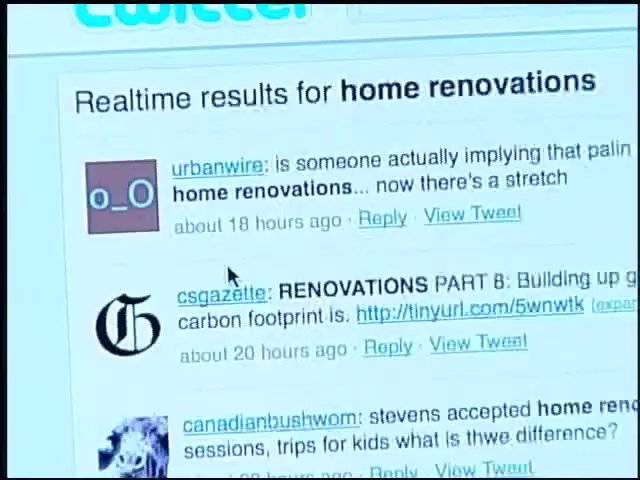 twitter
Realtime results for home renovations
urbanwire: is someone actually implying that palin
home renovations... now there's a stretch
about 18 hours ago · Reply · View Tweet
o_O
csgazette: RENOVATIONS PART 8: Building up g
carbon footprint is. http://tinyurl.com/5wnwtk (expan
about 20 hours ago · Reply · View Tweet
G
canadianbushwom: stevens accepted home reno
sessions, trips for kids what is thwe difference?
hours ago · Reply · View Tweet